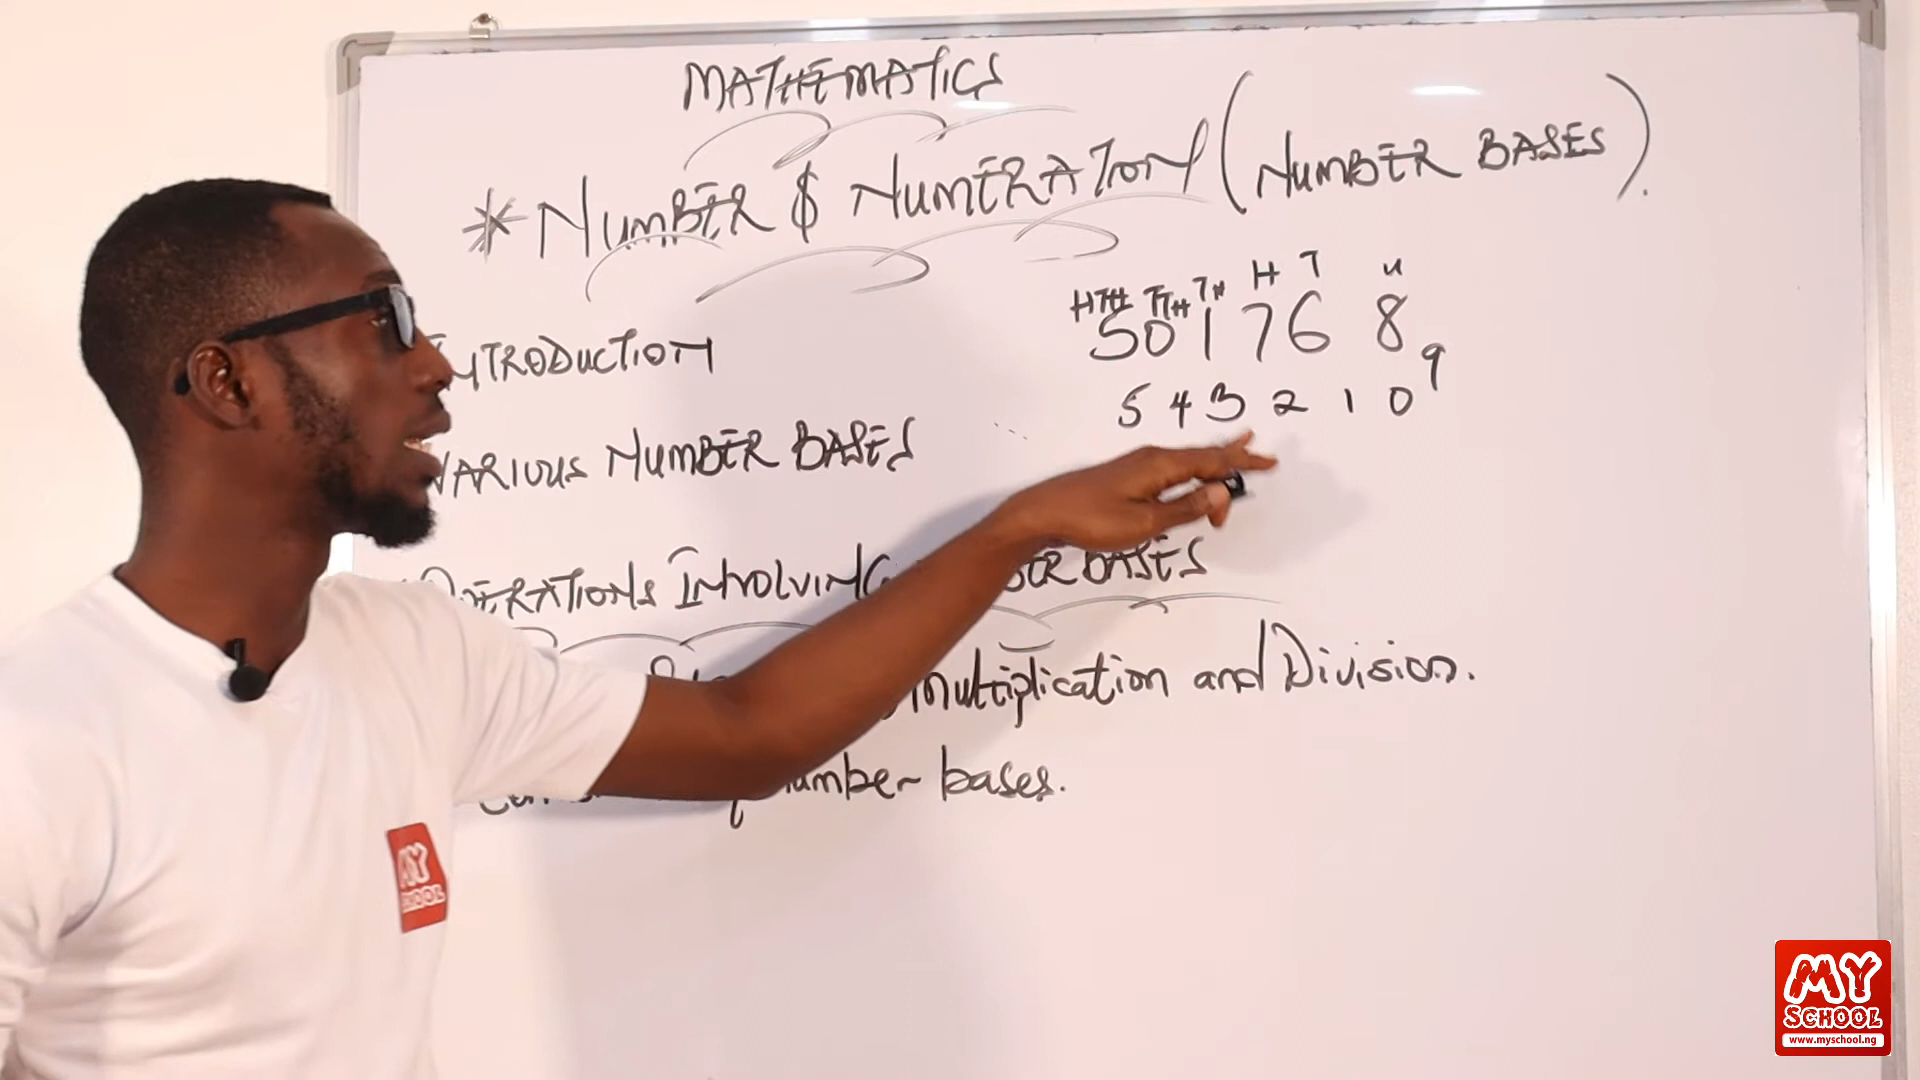 MATHEMATICS
* NUMBER $ NUMERATION (NUMBER BASES).
HTH TTH TH H T U
501768 9
5 4 3 2 1 0
INTRODUCTION
VARIOUS NUMBER BASES
OPERATIONS INVOLVING BASES
multiplication and Division.
number bases.
MY
SCHOOL
MY
SCHOOL
www.myschool.ng